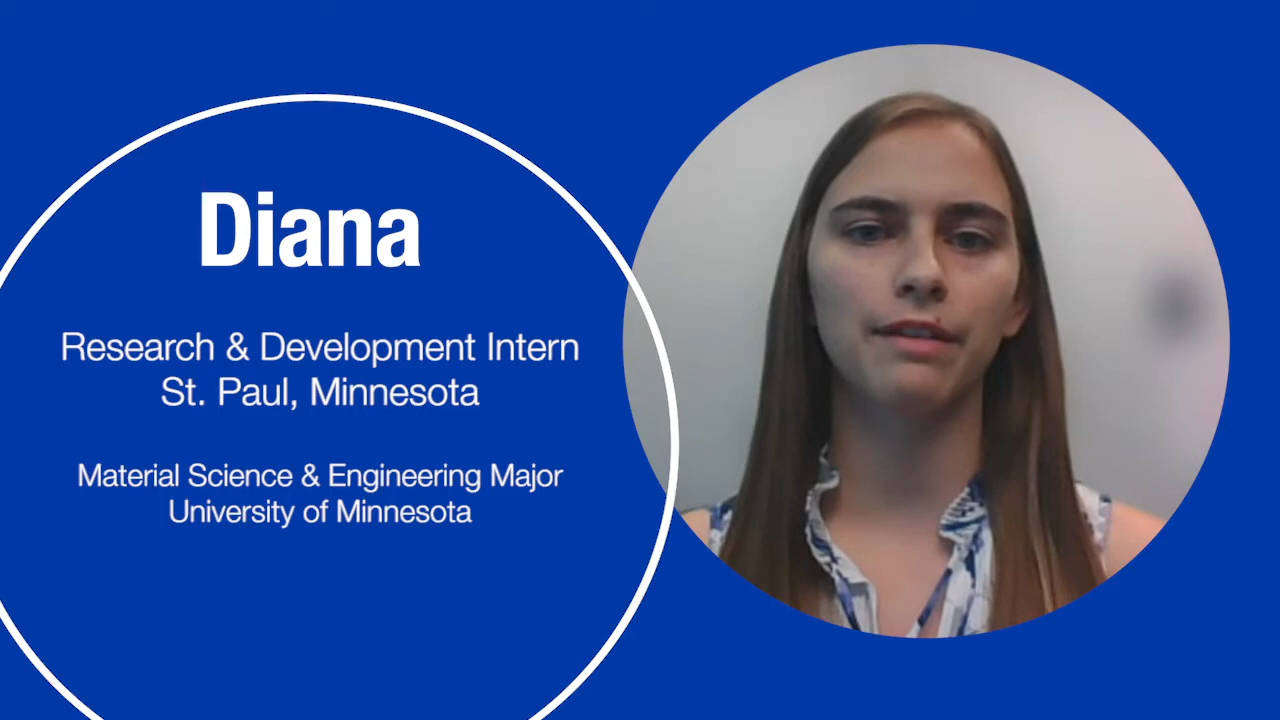 Diana
Research & Development Intern
St. Paul, Minnesota
Material Science & Engineering Major
University of Minnesota